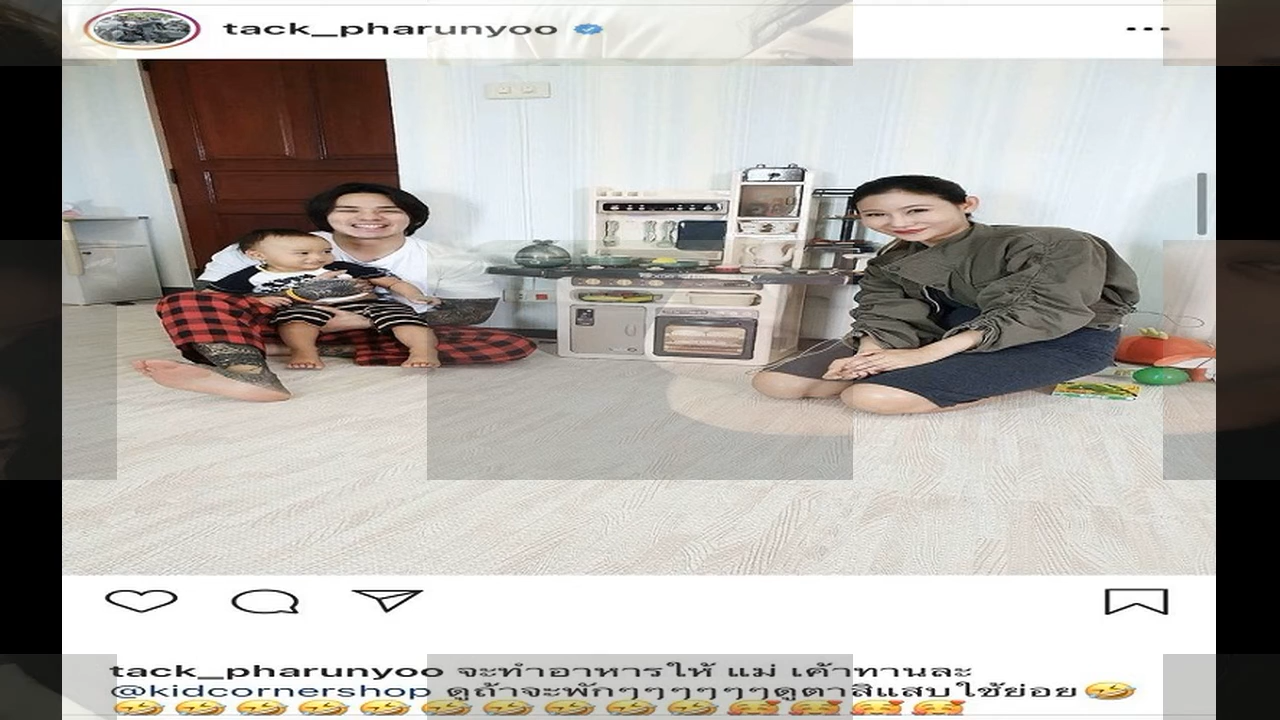 tack_pharunyoo
tack_pharunyoo จะทำอาหารให้ แม่ เค้าทานละ
@kidcornershop ดูถ้าจะพักๆๆๆๆๆๆดูตาสิแสบใช้ย่อย🤣
🤣🤣🤣🤣🤣🤣🤣🤣🤣🤣🥰🥰🥰🥰